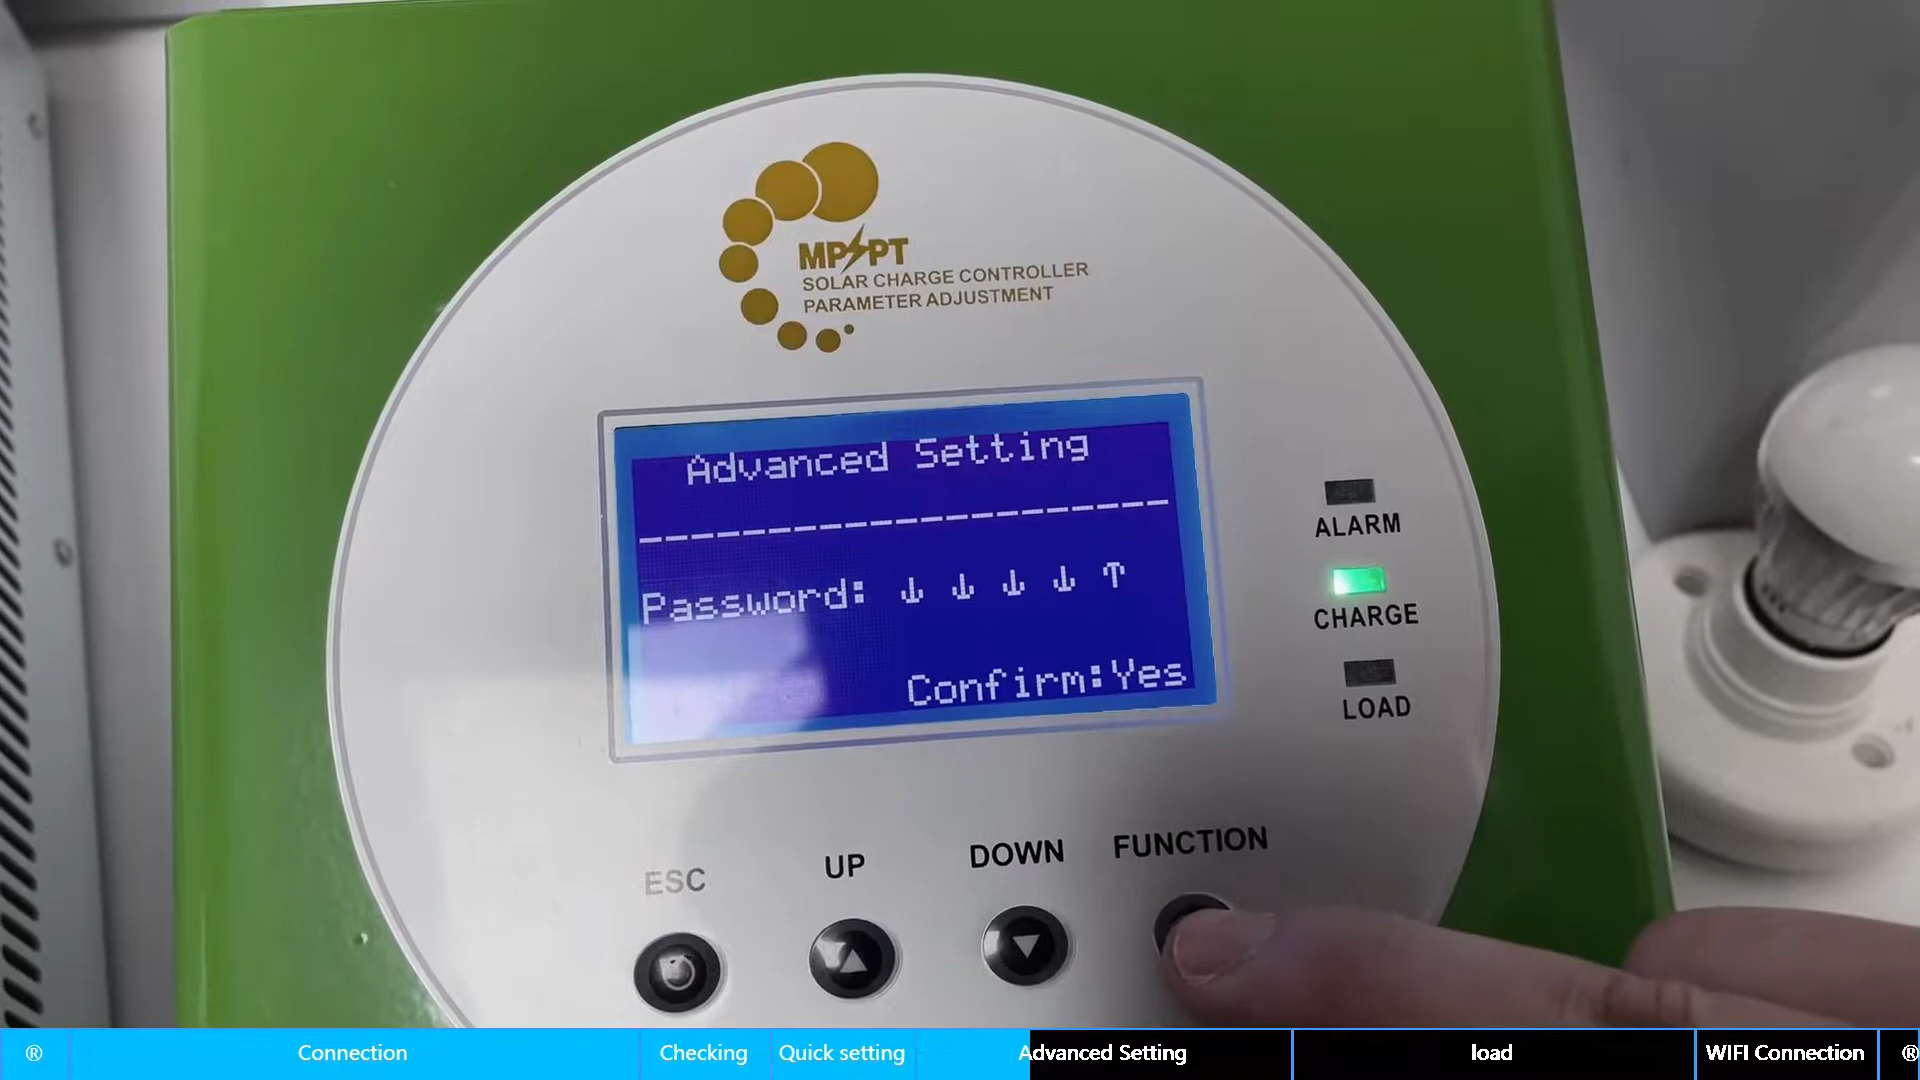 MPPT
SOLAR CHARGE CONTROLLER
PARAMETER ADJUSTMENT
Advanced Setting
--------------------
Password: ↓ ↓ ↓ ↓ ↑
Confirm:Yes
ALARM
CHARGE
LOAD
ESC
UP
DOWN
FUNCTION
® Connection Checking Quick setting Advanced Setting load WIFI Connection ®